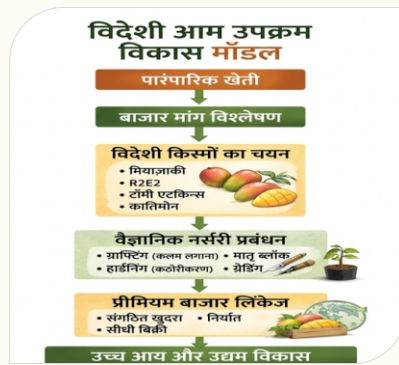 विदेशी आम उपक्रम
विकास मॉडल
पारंपारिक खेती
बाजार मांग विश्लेषण
विदेशी किस्मों का चयन
• मियाज़ाकी
• R2E2
• टॉमी एटकिन्स
• कातिमोन
वैज्ञानिक नर्सरी प्रबंधन
• ग्राफ्टिंग (कलम लगाना) • मातृ ब्लॉक
• हार्डनिंग (कठोरीकरण) • ग्रेडिंग
प्रीमियम बाजार लिंकेज
• संगठित खुदरा • निर्यात
• सीधी बिक्री
उच्च आय और उद्यम विकास